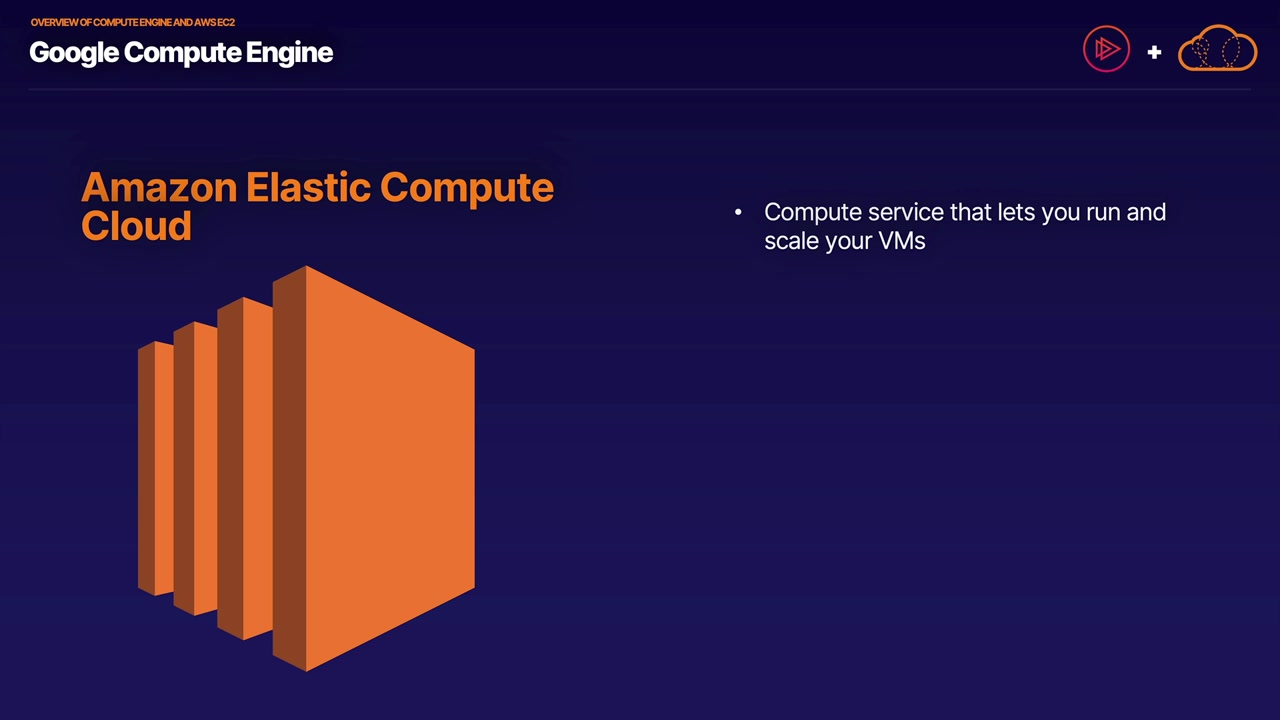 OVERVIEW OF COMPUTE ENGINE AND AWS EC2
Google Compute Engine
Amazon Elastic Compute
Cloud
• Compute service that lets you run and
scale your VMs